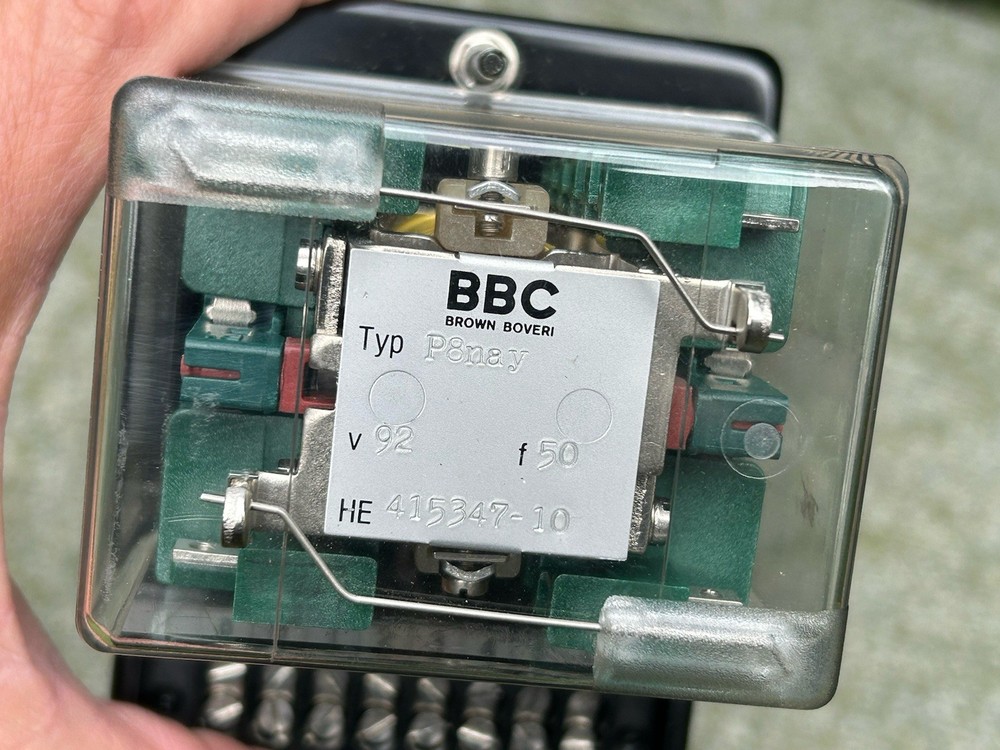 BBC
BROWN BOVERI
Typ P8nay
V 92 f 50
HE 415347-10